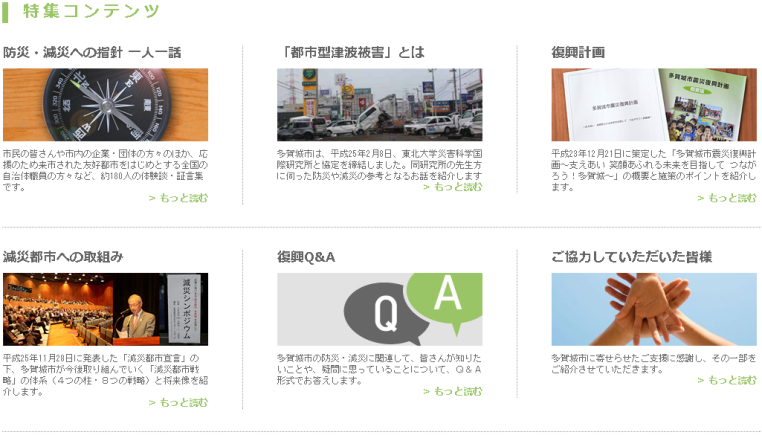 特集コンテンツ
防災・減災への指針 一人一話
市民の皆さんや市内の企業・団体の方々のほか、応
援のため来市された友好都市をはじめとする全国の
自治体職員の方々など、約180人の体験談・証言集
です。
> もっと読む
「都市型津波被害」とは
多賀城市は、平成25年2月8日、東北大学災害科学国
際研究所と協定を締結しました。同研究所の先生方
に伺った防災や減災の参考となるお話を紹介します
> もっと読む
復興計画
多賀城市震災復興計画
多賀城市震災復興計画
平成23年12月21日に策定した「多賀城市震災復興計
画～支えあい 笑顔あふれる未来を目指して つなが
ろう！多賀城～」の概要と施策のポイントを紹介し
ます。
> もっと読む
減災都市への取組み
減災シンポジウム
平成25年11月28日に発表した「減災都市宣言」の
下、多賀城市が今後取り組んでいく「減災都市戦
略」の体系（４つの柱・８つの戦略）と将来像を紹
介します。
> もっと読む
復興Q&A
Q A
多賀城市の防災・減災に関連して、皆さんが知りた
いことや、疑問に思っていることについて、Ｑ＆Ａ
形式でお答えします。
> もっと読む
ご協力していただいた皆様
多賀城市に寄せらせたご支援に感謝し、その一部を
ご紹介させていただきます。
> もっと読む